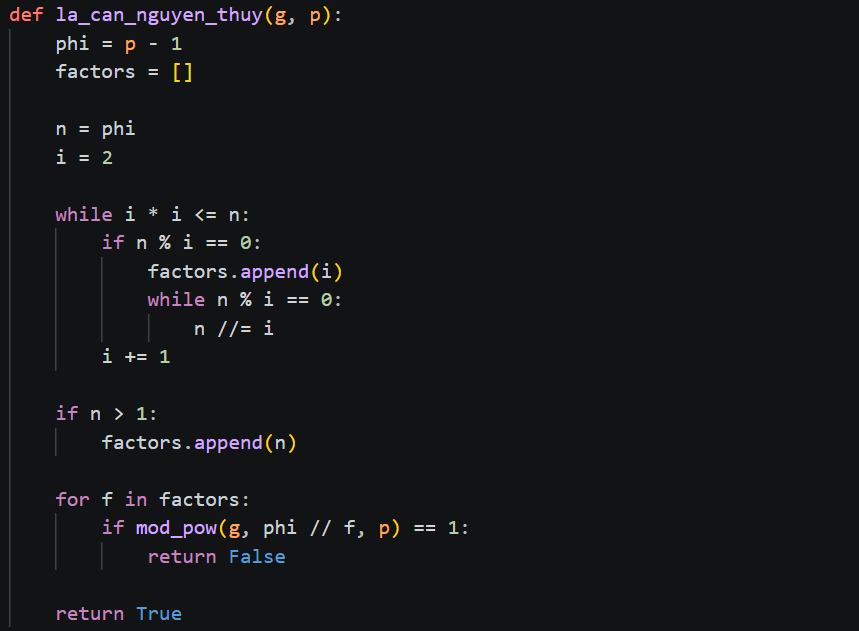 def la_can_nguyen_thuy(g, p):
    phi = p - 1
    factors = []

    n = phi
    i = 2

    while i * i <= n:
        if n % i == 0:
            factors.append(i)
            while n % i == 0:
                n //= i
        i += 1

    if n > 1:
        factors.append(n)

    for f in factors:
        if mod_pow(g, phi // f, p) == 1:
            return False

    return True